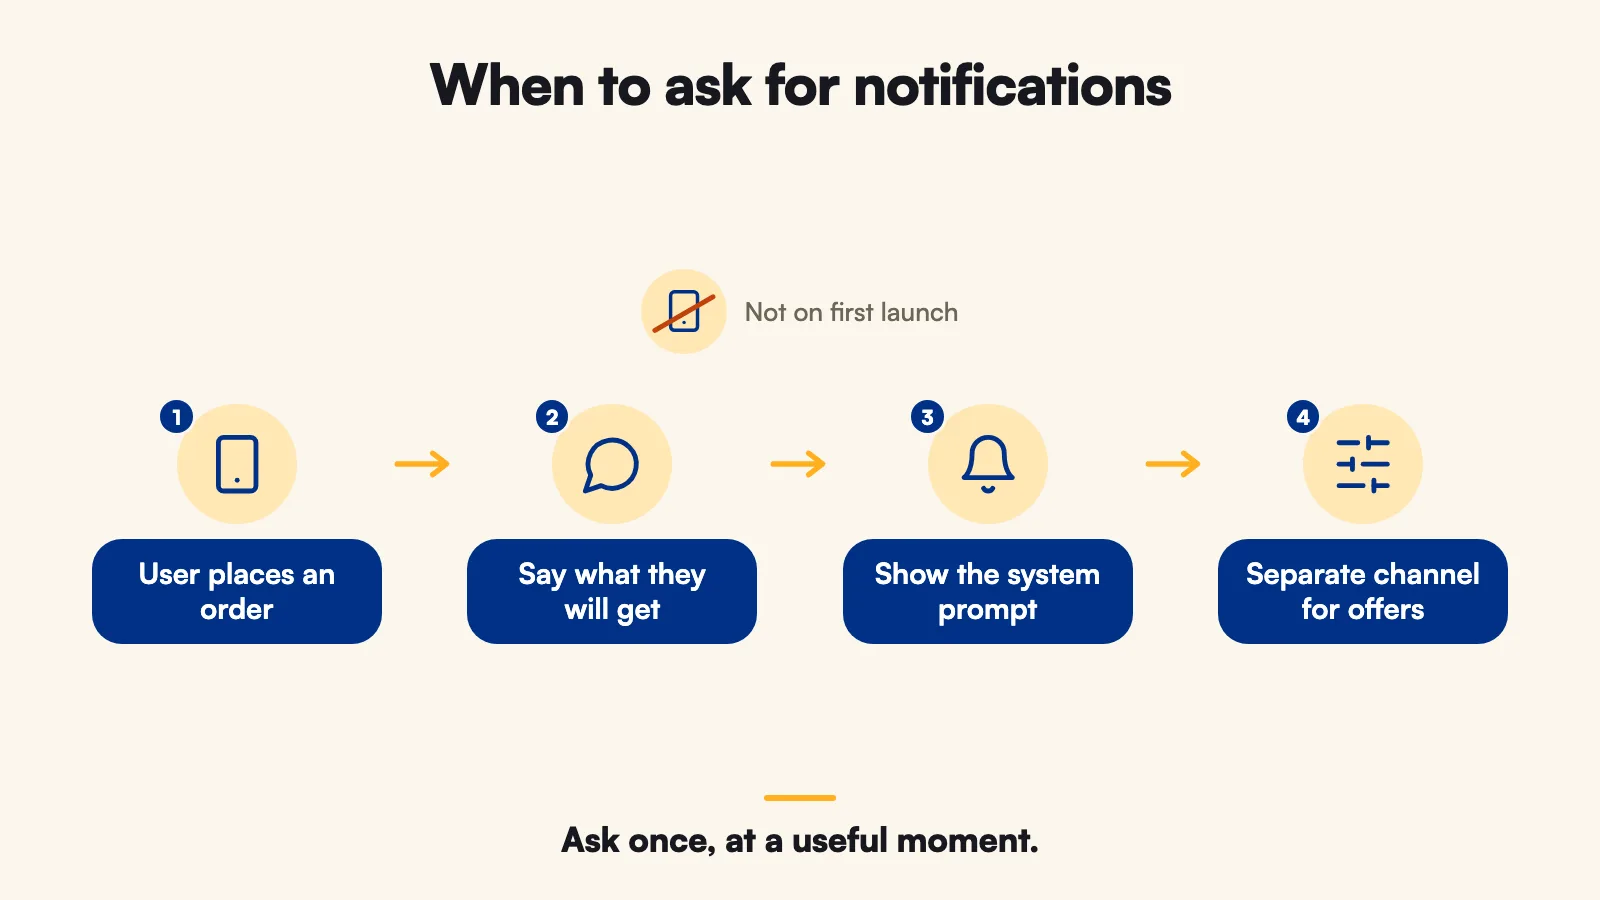 When to ask for notifications
Not on first launch
1
User places an
order
2
Say what they
will get
3
Show the system
prompt
4
Separate channel
for offers
Ask once, at a useful moment.